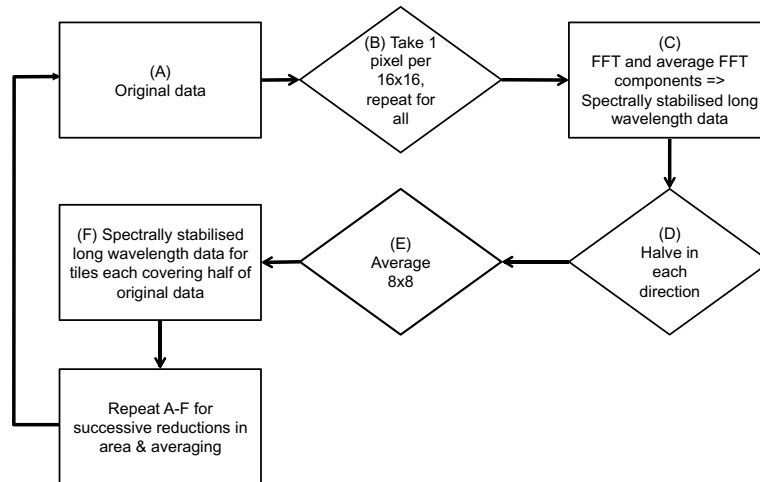 (A)
Original data
(B) Take 1
pixel per
16x16,
repeat for
all
(C)
FFT and average FFT
components =>
Spectrally stabilised long
wavelength data
(D)
Halve in
each
direction
(E)
Average
8x8
(F) Spectrally stabilised
long wavelength data for
tiles each covering half of
original data
Repeat A-F for
successive reductions in
area & averaging